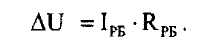 ΔU = I_РБ · R_РБ .